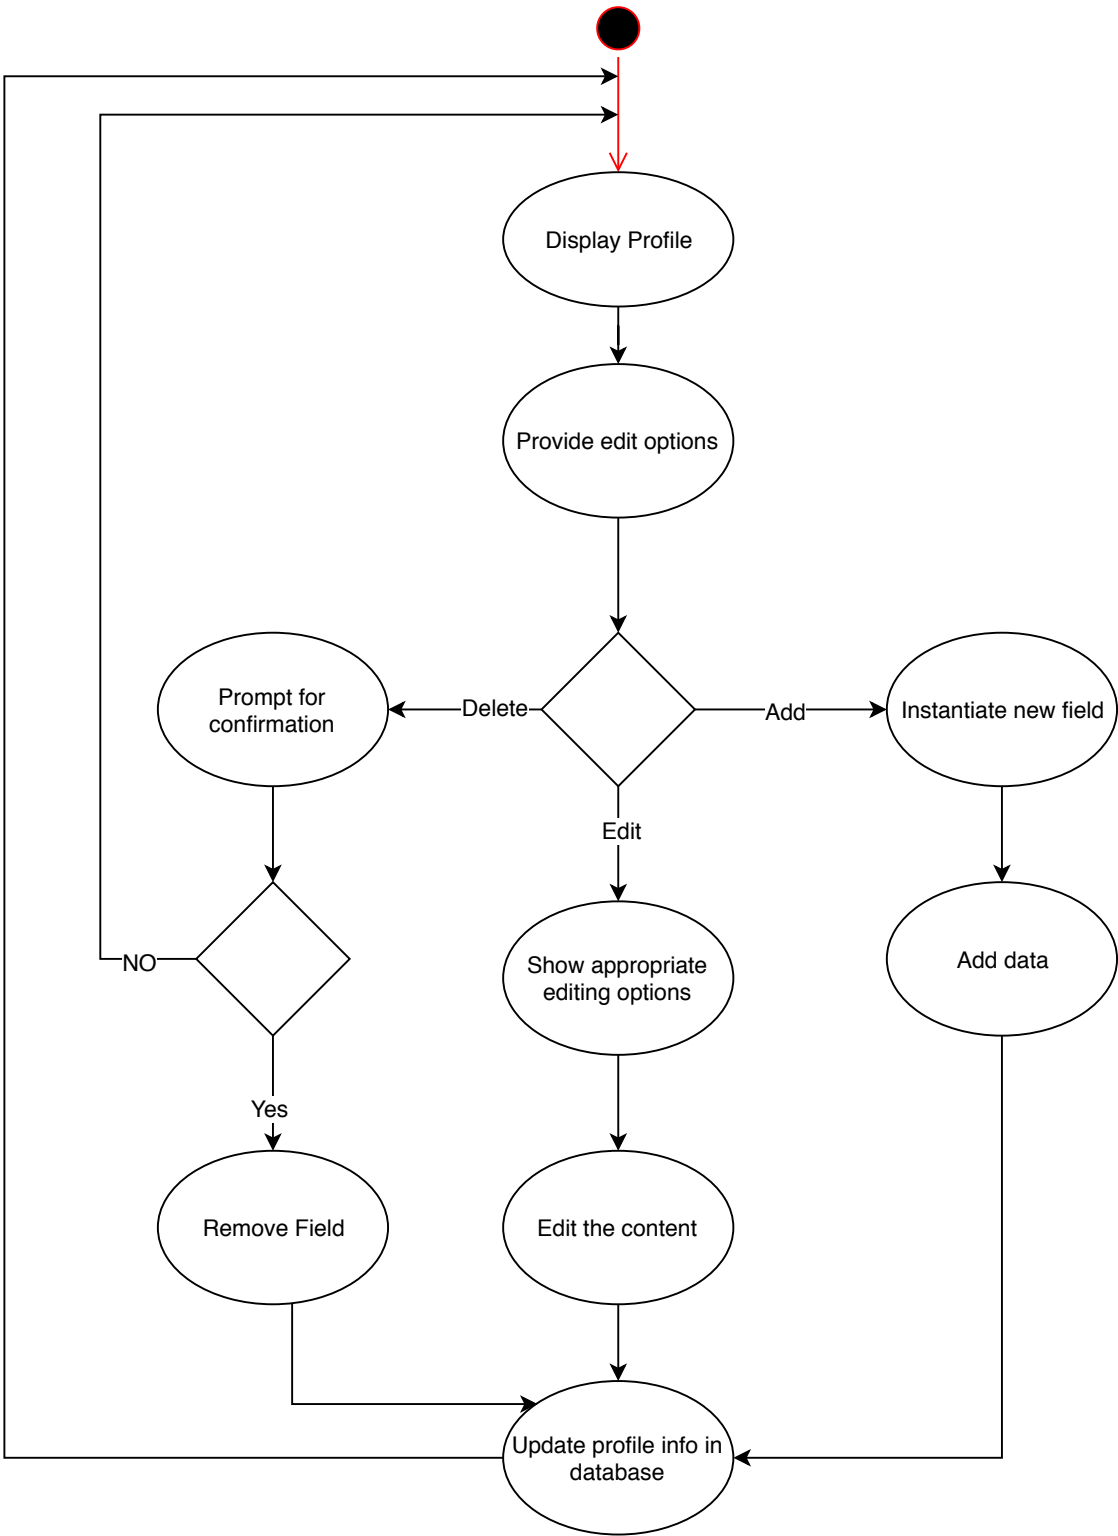 Display Profile
Provide edit options
Prompt for
confirmation
Delete
Add
Instantiate new field
Edit
NO
Show appropriate
editing options
Add data
Yes
Remove Field
Edit the content
Update profile info in
database